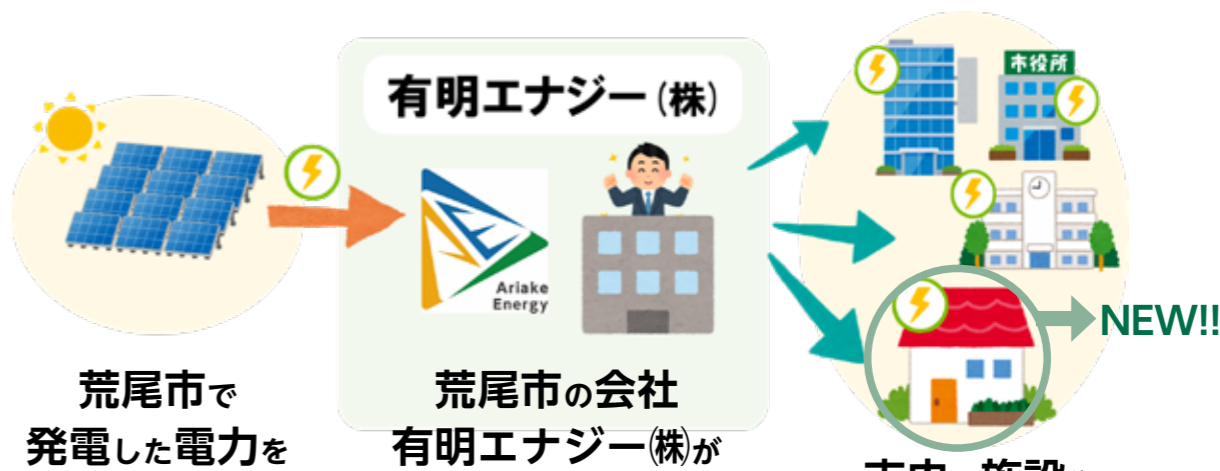 有明エナジー(株)
市役所
Ariake
Energy
NEW!!
荒尾市で
発電した電力を
荒尾市の会社
有明エナジー㈱が